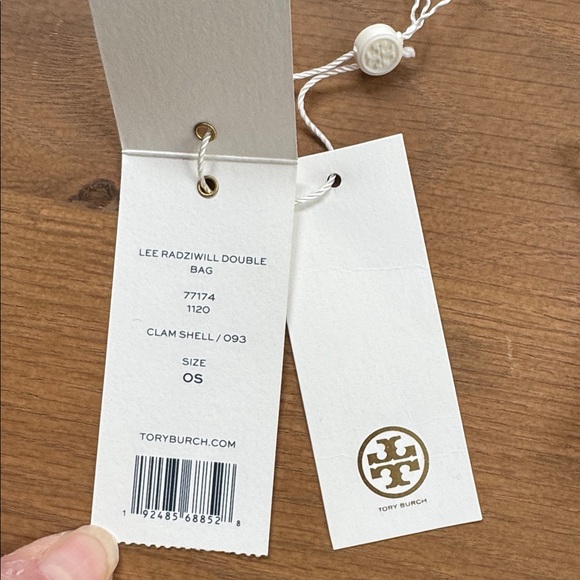 LEE RADZIWILL DOUBLE
BAG
77174
1120
CLAM SHELL / 093
SIZE
OS
TORYBURCH.COM
1 92485 68852 8
TORY BURCH